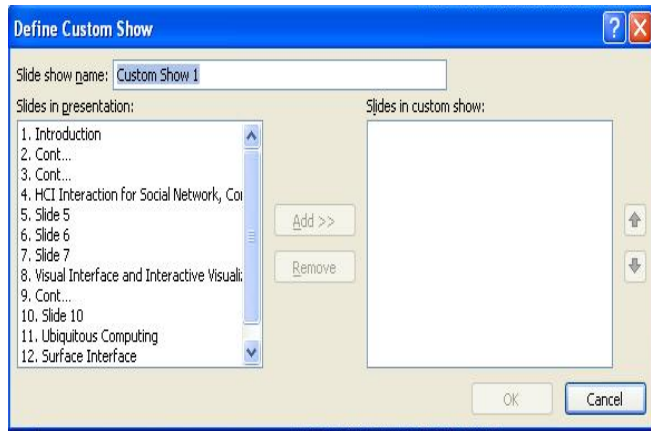 Define Custom Show
Slide show name: Custom Show 1
Slides in presentation:
Slides in custom show:
1. Introduction
2. Cont...
3. Cont...
4. HCI Interaction for Social Network, Co
5. Slide 5
6. Slide 6
7. Slide 7
8. Visual Interface and Interactive Visuali
9. Cont...
10. Slide 10
11. Ubiquitous Computing
12. Surface Interface
Add >>
Remove
OK
Cancel